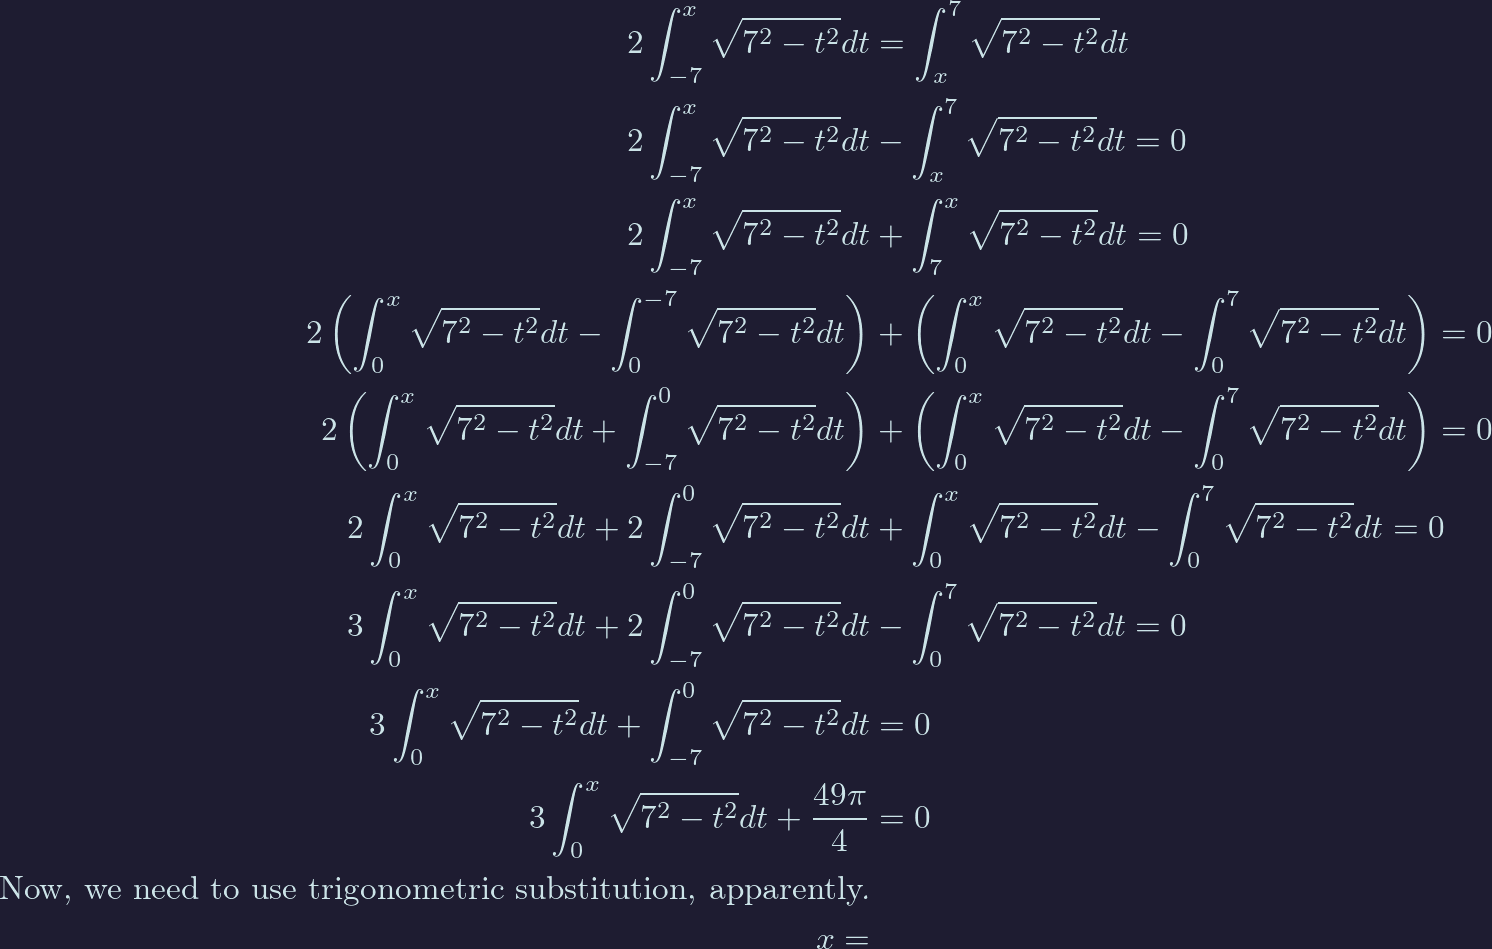 2∫_{-7}^{x} √(7² − t²)dt = ∫_{x}^{7} √(7² − t²)dt
2∫_{-7}^{x} √(7² − t²)dt − ∫_{x}^{7} √(7² − t²)dt = 0
2∫_{-7}^{x} √(7² − t²)dt + ∫_{7}^{x} √(7² − t²)dt = 0
2(∫_{0}^{x} √(7² − t²)dt − ∫_{0}^{-7} √(7² − t²)dt) + (∫_{0}^{x} √(7² − t²)dt − ∫_{0}^{7} √(7² − t²)dt) = 0
2(∫_{0}^{x} √(7² − t²)dt + ∫_{-7}^{0} √(7² − t²)dt) + (∫_{0}^{x} √(7² − t²)dt − ∫_{0}^{7} √(7² − t²)dt) = 0
2∫_{0}^{x} √(7² − t²)dt + 2∫_{-7}^{0} √(7² − t²)dt + ∫_{0}^{x} √(7² − t²)dt − ∫_{0}^{7} √(7² − t²)dt = 0
3∫_{0}^{x} √(7² − t²)dt + 2∫_{-7}^{0} √(7² − t²)dt − ∫_{0}^{7} √(7² − t²)dt = 0
3∫_{0}^{x} √(7² − t²)dt + ∫_{-7}^{0} √(7² − t²)dt = 0
3∫_{0}^{x} √(7² − t²)dt + 49π/4 = 0
Now, we need to use trigonometric substitution, apparently.
x =